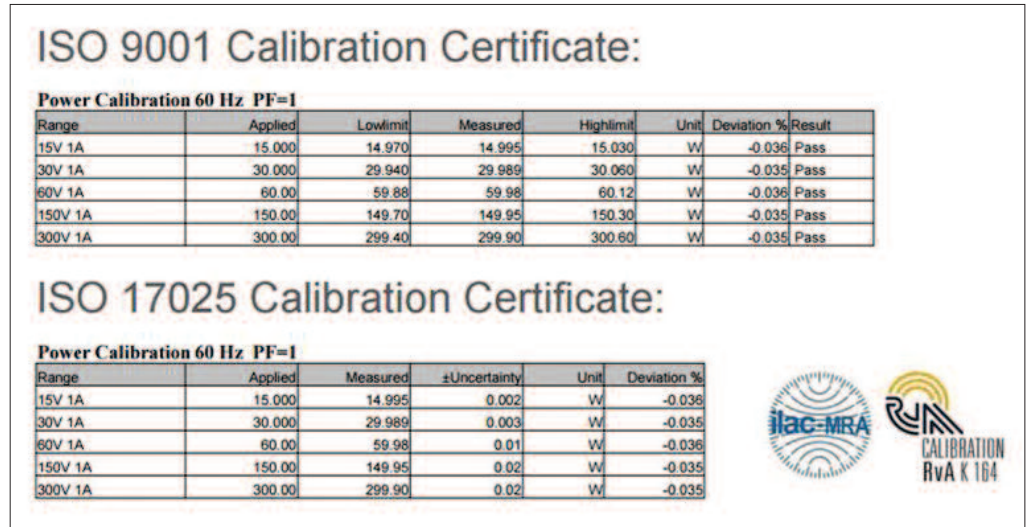 ISO 9001 Calibration Certificate:
Power Calibration 60 Hz PF=1
Range Applied Lowlimit Measured Highlimit Unit Deviation % Result
15V 1A 15.000 14.970 14.995 15.030 W -0.036 Pass
30V 1A 30.000 29.940 29.989 30.060 W -0.035 Pass
60V 1A 60.00 59.88 59.98 60.12 W -0.036 Pass
150V 1A 150.00 149.70 149.95 150.30 W -0.035 Pass
300V 1A 300.00 299.40 299.90 300.60 W -0.035 Pass
ISO 17025 Calibration Certificate:
Power Calibration 60 Hz PF=1
Range Applied Measured ±Uncertainty Unit Deviation %
15V 1A 15.000 14.995 0.002 W -0.036
30V 1A 30.000 29.989 0.003 W -0.035
60V 1A 60.00 59.98 0.01 W -0.036
150V 1A 150.00 149.95 0.02 W -0.035
300V 1A 300.00 299.90 0.02 W -0.035
ilac-MRA
RvA
CALIBRATION
RvA K 164